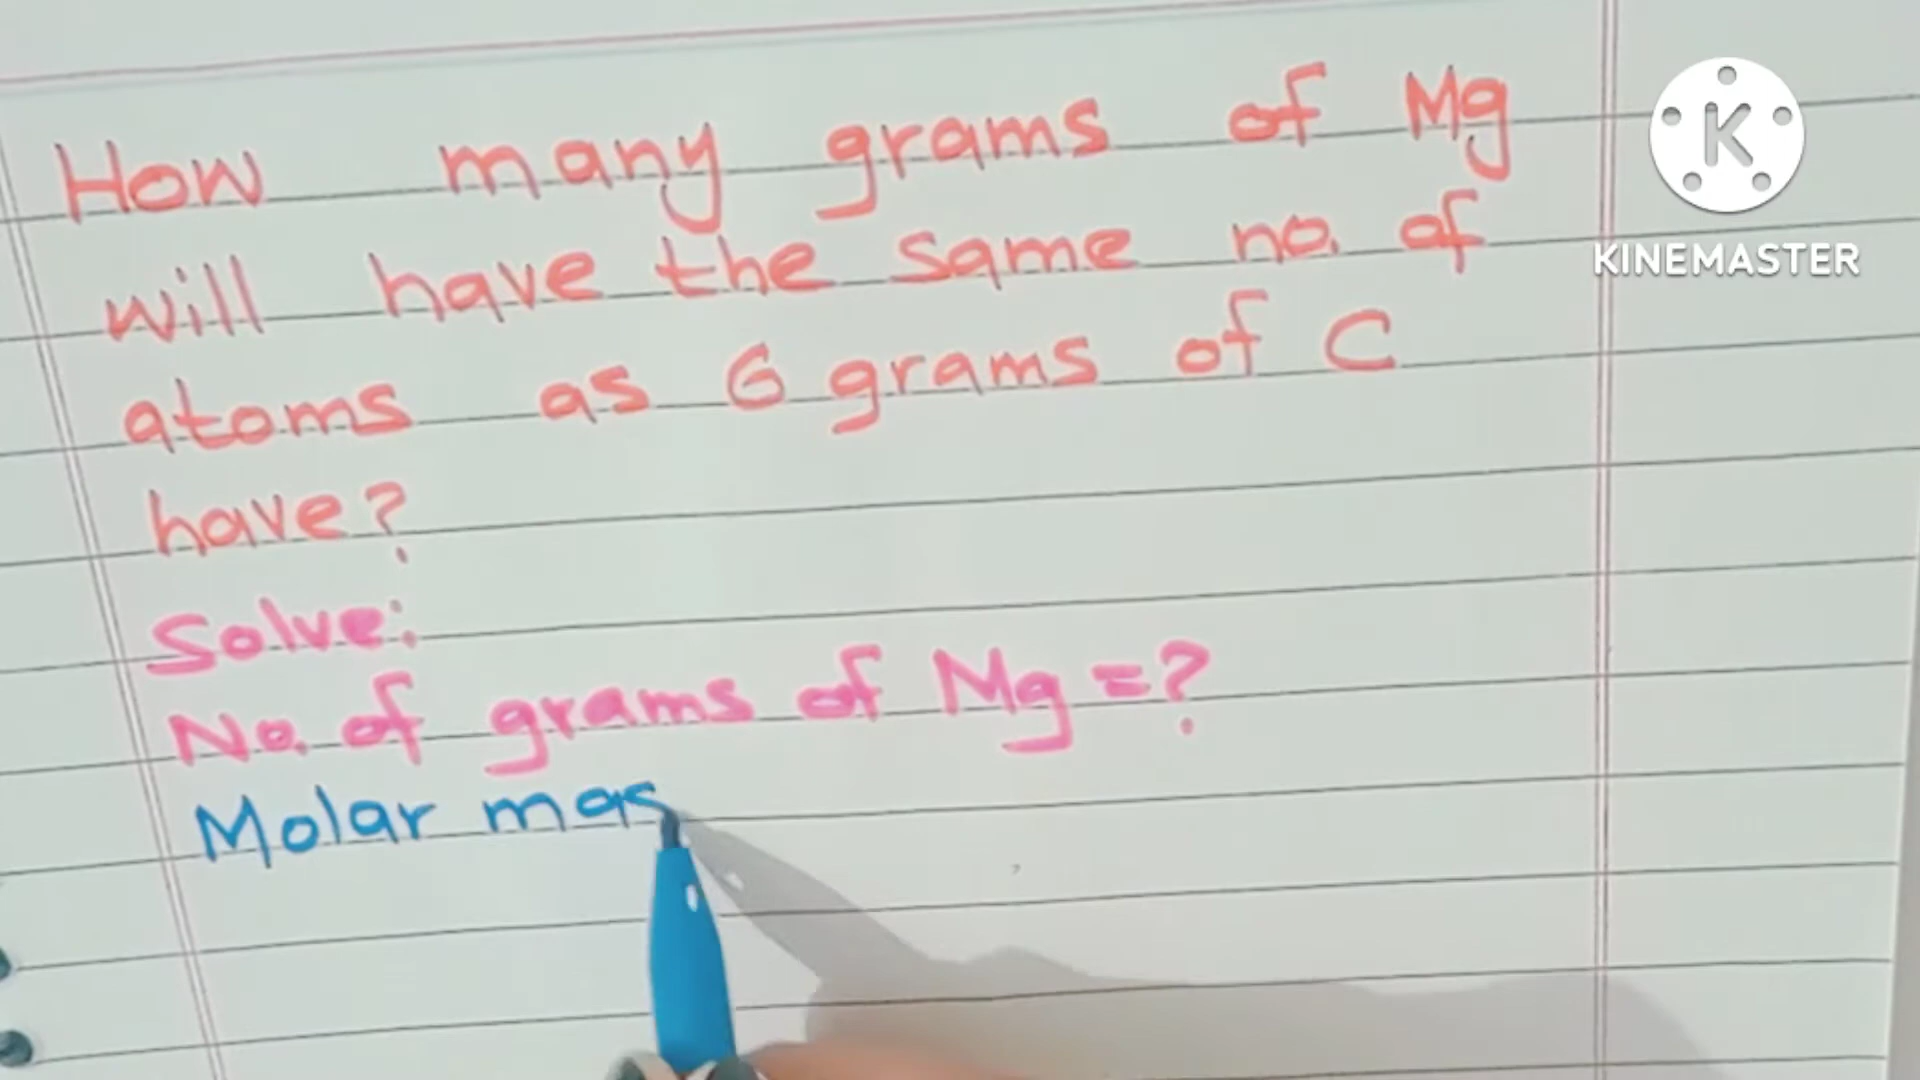 How many grams of Mg
will have the same no. of
atoms as 6 grams of C
have?
Solve:
No. of grams of Mg = ?
Molar mas
K
KINEMASTER